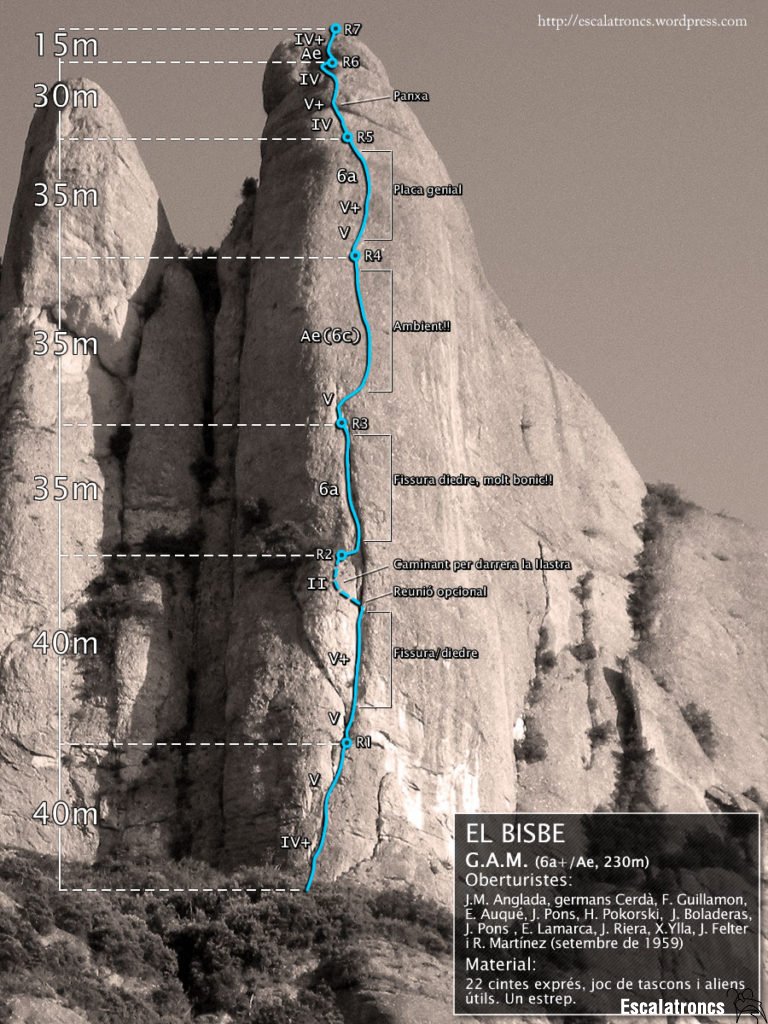 http://escalatroncs.wordpress.com
R7
IV+
15m
Ae
R6
IV
30m
V+
Panxa
IV
R5
6a
35m
Placa genial
V+
V
R4
Ambient!!
35m
Ae(6c)
V
R3
35m
6a
Fissura diedre, molt bonic!!
R2
Caminant per darrera la llastra
II
Reunió opcional
40m
V+
Fissura/diedre
V
R1
V
40m
IV+
EL BISBE
G.A.M. (6a+/Ae, 230m)
Oberturistes:
J.M. Anglada, germans Cerdà, F. Guillamon,
E. Auqué, J. Pons, H. Pokorski, J. Boladeras,
J. Pons , E. Lamarca, J. Riera, X.Ylla, J. Felter
i R. Martínez (setembre de 1959)
Material:
22 cintes exprés, joc de tascons i aliens
útils. Un estrep.
Escalatroncs